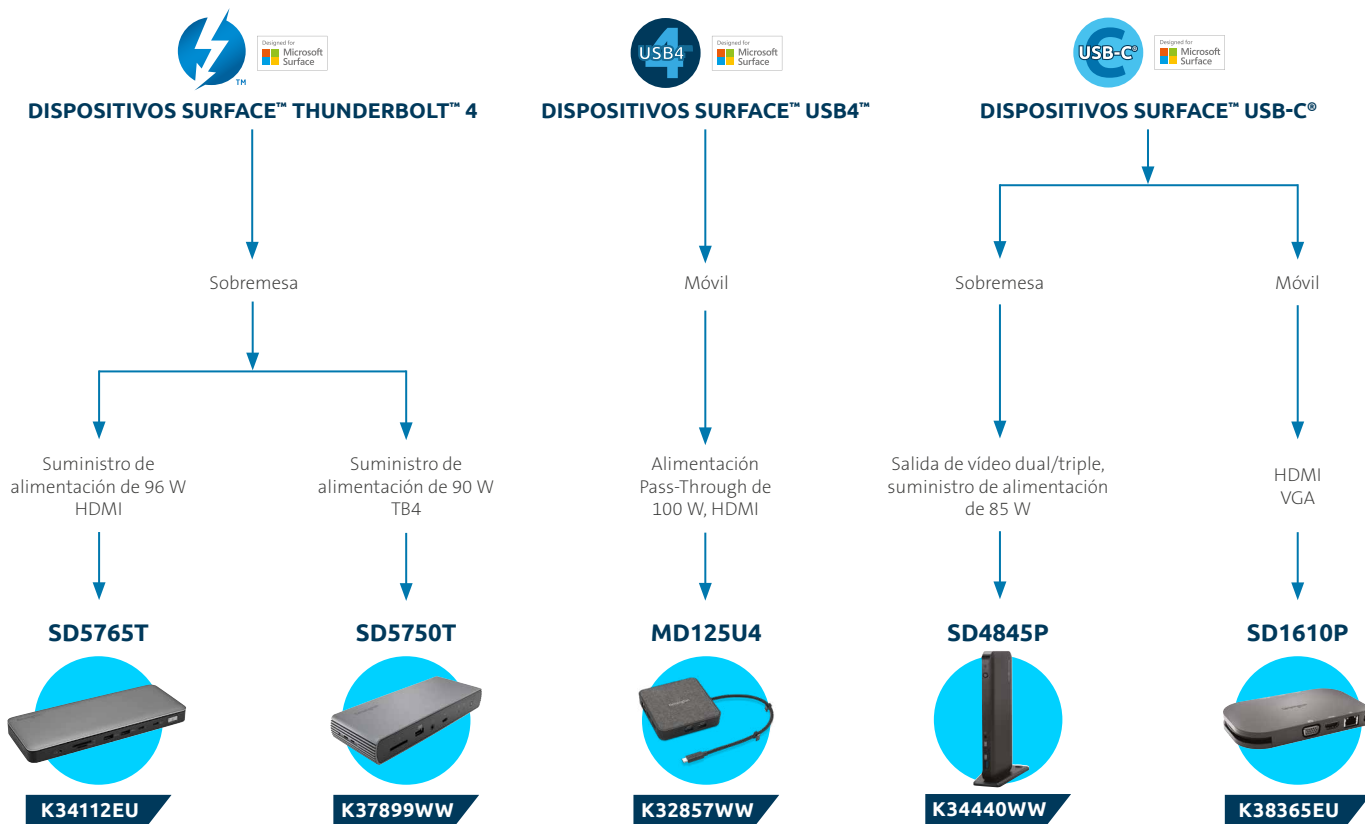 TM
Designed for
Microsoft
Surface
USB4
Designed for
Microsoft
Surface
USB-C®
Designed for
Microsoft
Surface
DISPOSITIVOS SURFACE™ THUNDERBOLT™ 4
DISPOSITIVOS SURFACE™ USB4™
DISPOSITIVOS SURFACE™ USB-C®
Sobremesa
Móvil
Sobremesa
Móvil
Suministro de
alimentación de 96 W
HDMI
Suministro de
alimentación de 90 W
TB4
Alimentación
Pass-Through de
100 W, HDMI
Salida de vídeo dual/triple,
suministro de alimentación
de 85 W
HDMI
VGA
SD5765T
SD5750T
MD125U4
SD4845P
SD1610P
K34112EU
K37899WW
K32857WW
K34440WW
K38365EU